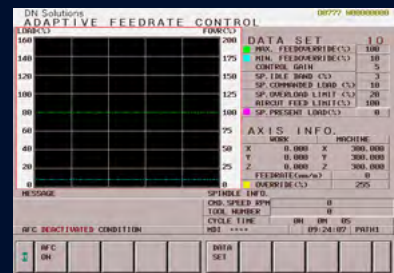 DN Solutions
O8777 N00000000
ADAPTIVE FEEDRATE CONTROL
LOAD(%) FOVR(%)
160 200
140 175
120 150
100 125
80 100
60 75
40 50
20 25
0 0
DATA SET 10
MAX. FEEDOVERRIDE(%) 100
MIN. FEEDOVERRIDE(%) 10
CONTROL GAIN 5
SP.IDLE BAND (%) 3
SP.COMMANDED LOAD (%) 10
SP.OVERLOAD LIMIT (%) 20
AIRCUT FEED LIMIT(%) 100
SP.PRESENT LOAD(%) 0
AXIS INFO.
WORK MACHINE
X 0.000 X 300.000
Y 0.000 Y 300.000
Z 0.000 Z 300.000
FEEDRATE(mm/m) 0
OVERRIDE(%) 255
MESSAGE
SPINDLE INFO.
CMD.SPEED RPM 0
TOOL NUMBER 0
CYCLE TIME 0H 0M 0S
AFC DEACTIVATED CONDITION
MDI **** 09:24:07 PATH1
AFC ON
DATA SET